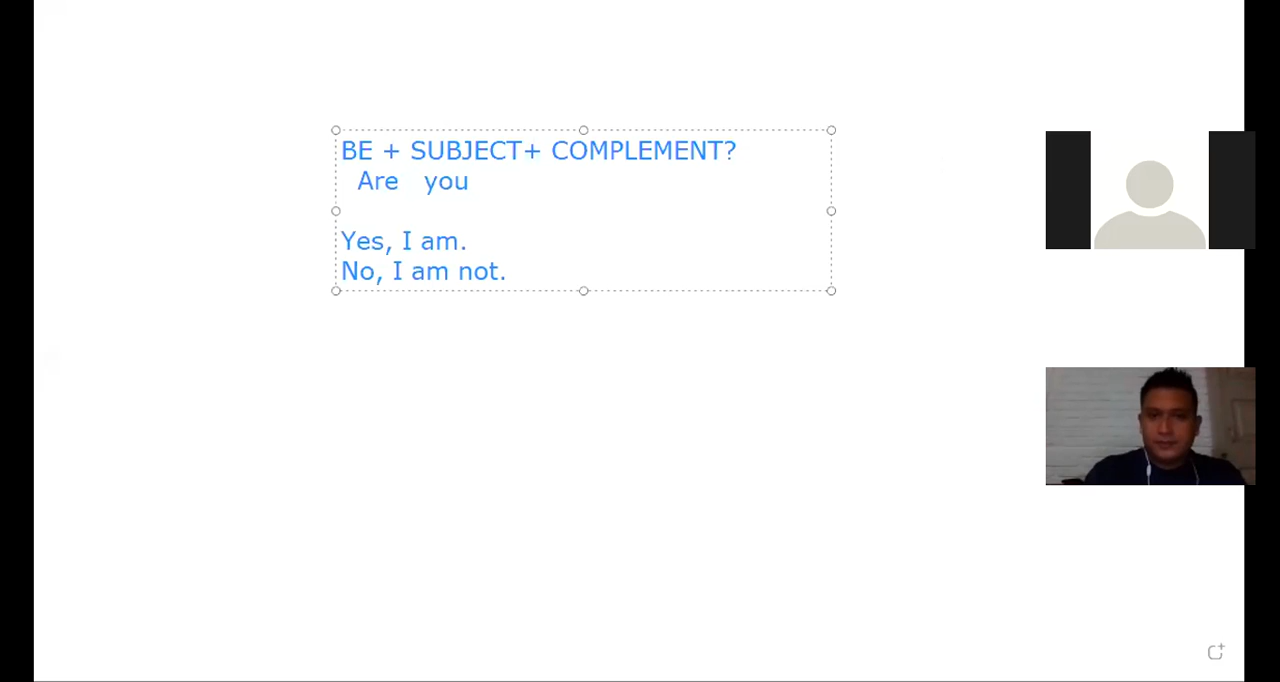 BE + SUBJECT+ COMPLEMENT?
Are you
Yes, I am.
No, I am not.